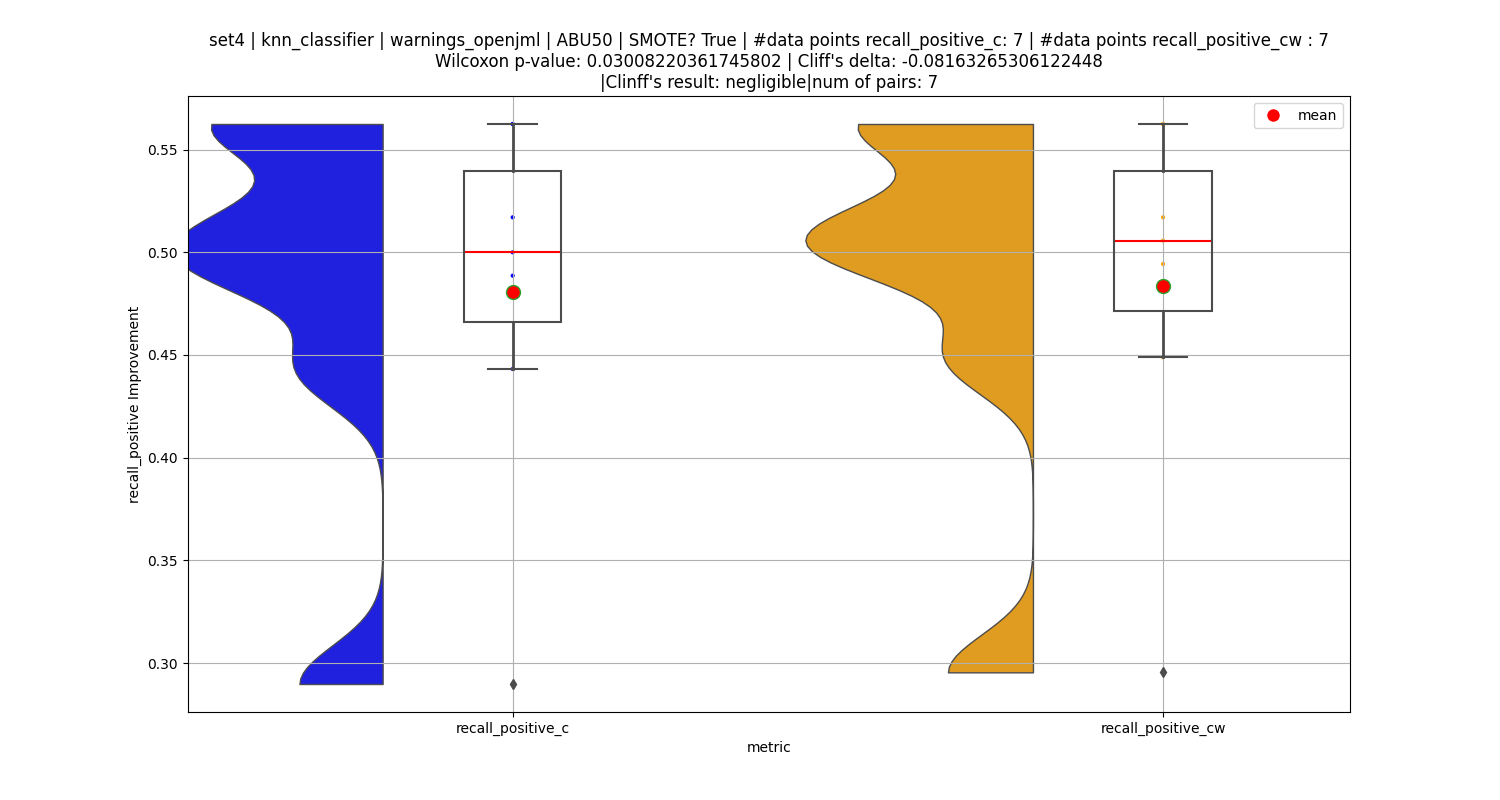 set4 | knn_classifier | warnings_openjml | ABU50 | SMOTE? True | #data points recall_positive_c: 7 | #data points recall_positive_cw : 7
Wilcoxon p-value: 0.03008220361745802 | Cliff's delta: -0.08163265306122448
|Clinff's result: negligible|num of pairs: 7
mean
recall_positive Improvement
0.55
0.50
0.45
0.40
0.35
0.30
recall_positive_c
recall_positive_cw
metric